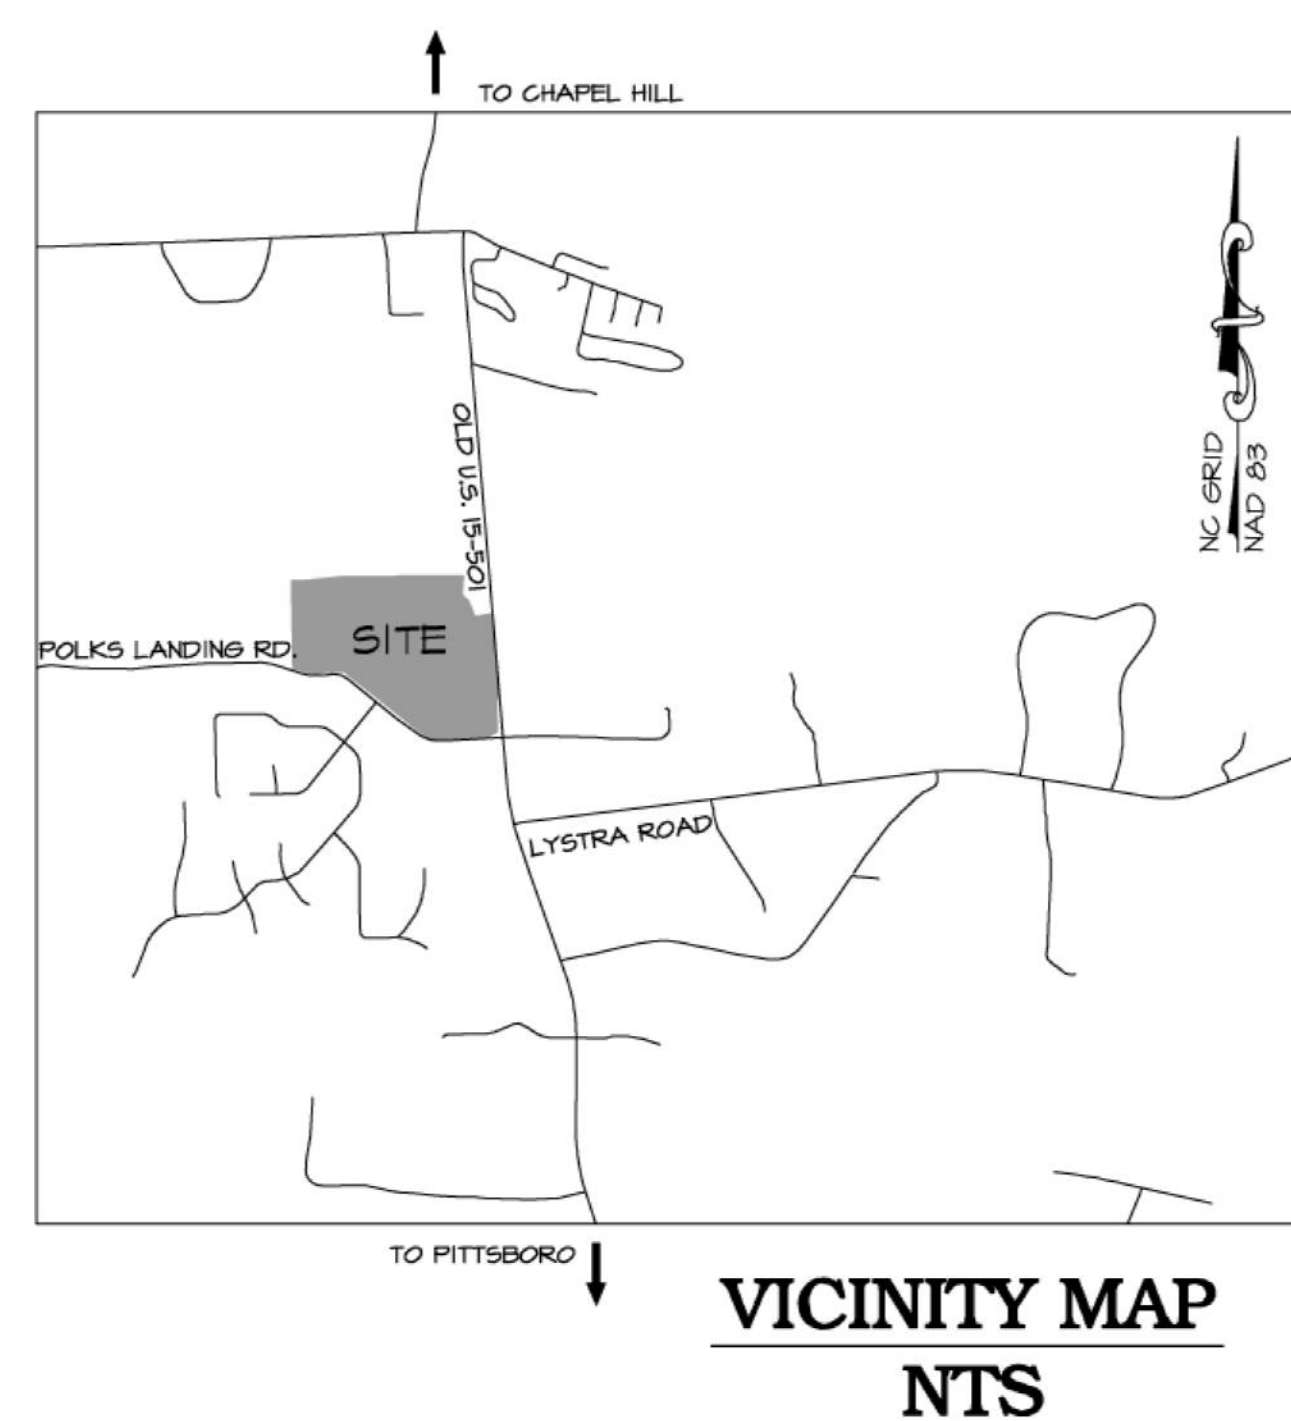 TO CHAPEL HILL
NC GRID
NAD 83
OLD U.S. 15-501
SITE
POLKS LANDING RD.
LYSTRA ROAD
TO PITTSBORO
VICINITY MAP
NTS